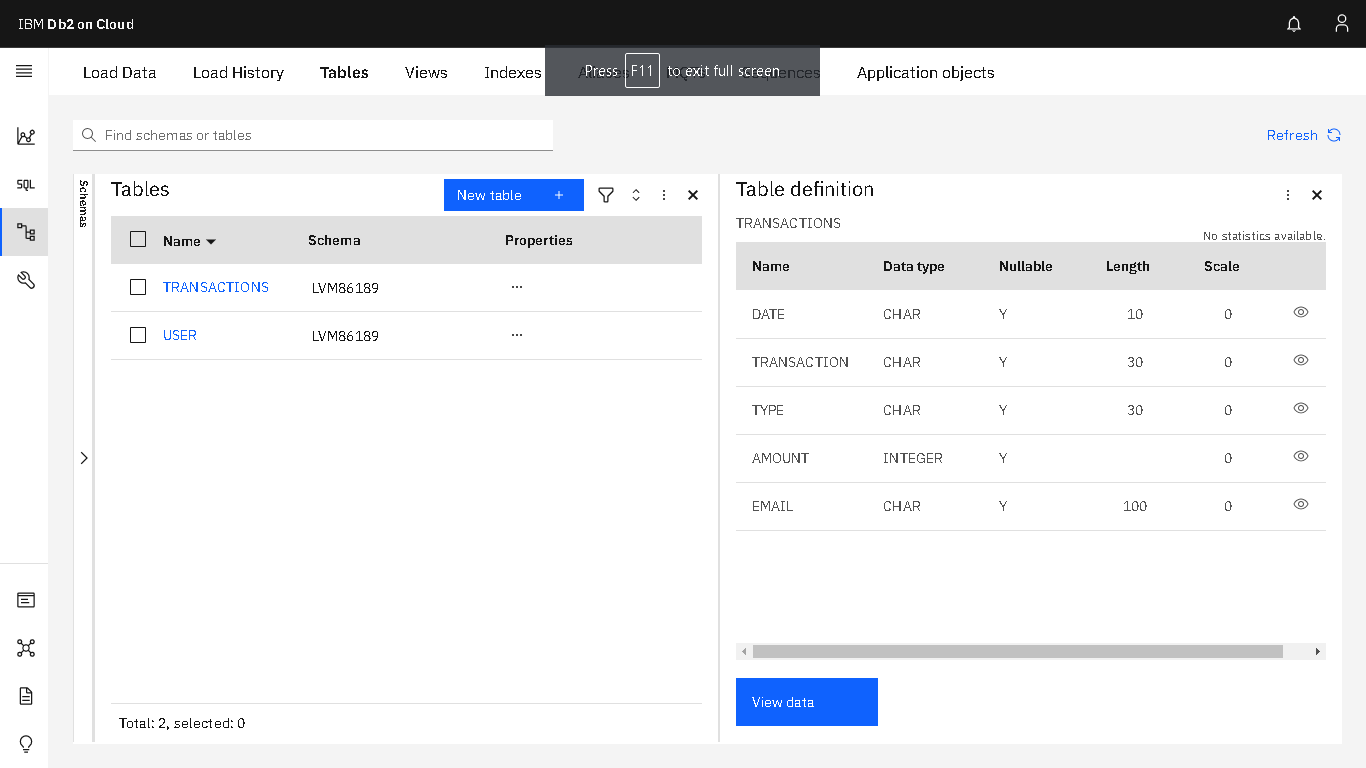 IBM Db2 on Cloud
Load Data Load History Tables Views Indexes Application objects
Press F11 to exit full screen
Find schemas or tables
Refresh
Schemas
Tables
New table +
Name Schema Properties
TRANSACTIONS LVM86189 ...
USER LVM86189 ...
Total: 2, selected: 0
Table definition
TRANSACTIONS
No statistics available.
Name Data type Nullable Length Scale
DATE CHAR Y 10 0
TRANSACTION CHAR Y 30 0
TYPE CHAR Y 30 0
AMOUNT INTEGER Y 0
EMAIL CHAR Y 100 0
View data
SQL